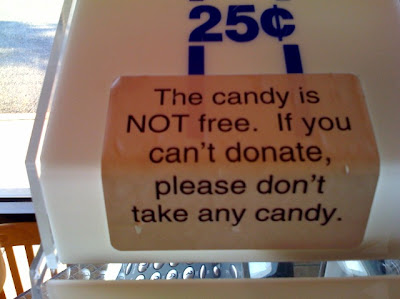 25¢
The candy is
NOT free. If you
can't donate,
please don't
take any candy.